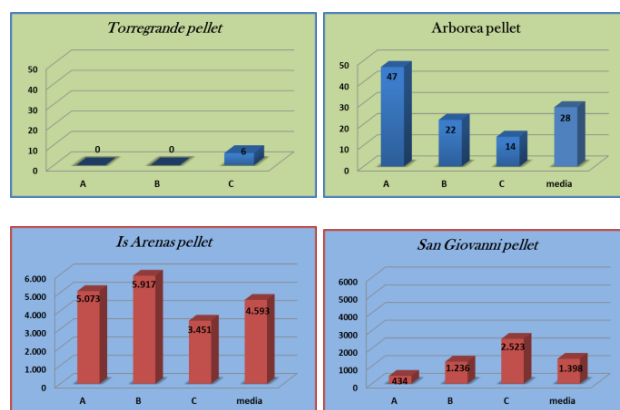 Torregrande pellet
50
40
30
20
10
0
0
0
6
A
B
C
Arborea pellet
50
40
30
20
10
0
47
22
14
28
A
B
C
media
Is Arenas pellet
6.000
5.000
4.000
3.000
2.000
1.000
0
5.073
5.917
3.451
4.593
A
B
C
media
San Giovanni pellet
6000
5000
4000
3000
2000
1000
0
434
1.236
2.523
1.398
A
B
C
media